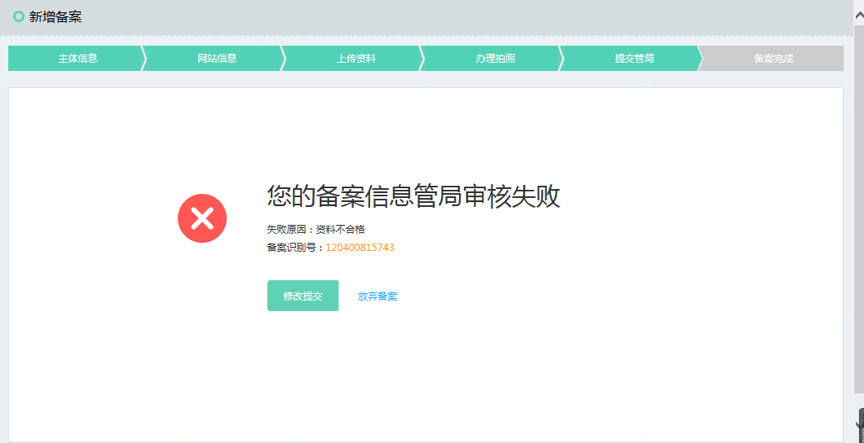 新增备案
主体信息
网站信息
上传资料
办理拍照
提交管局
备案完成
您的备案信息管局审核失败
失败原因：资料不合格
备案识别号：120400815743
修改提交
放弃备案